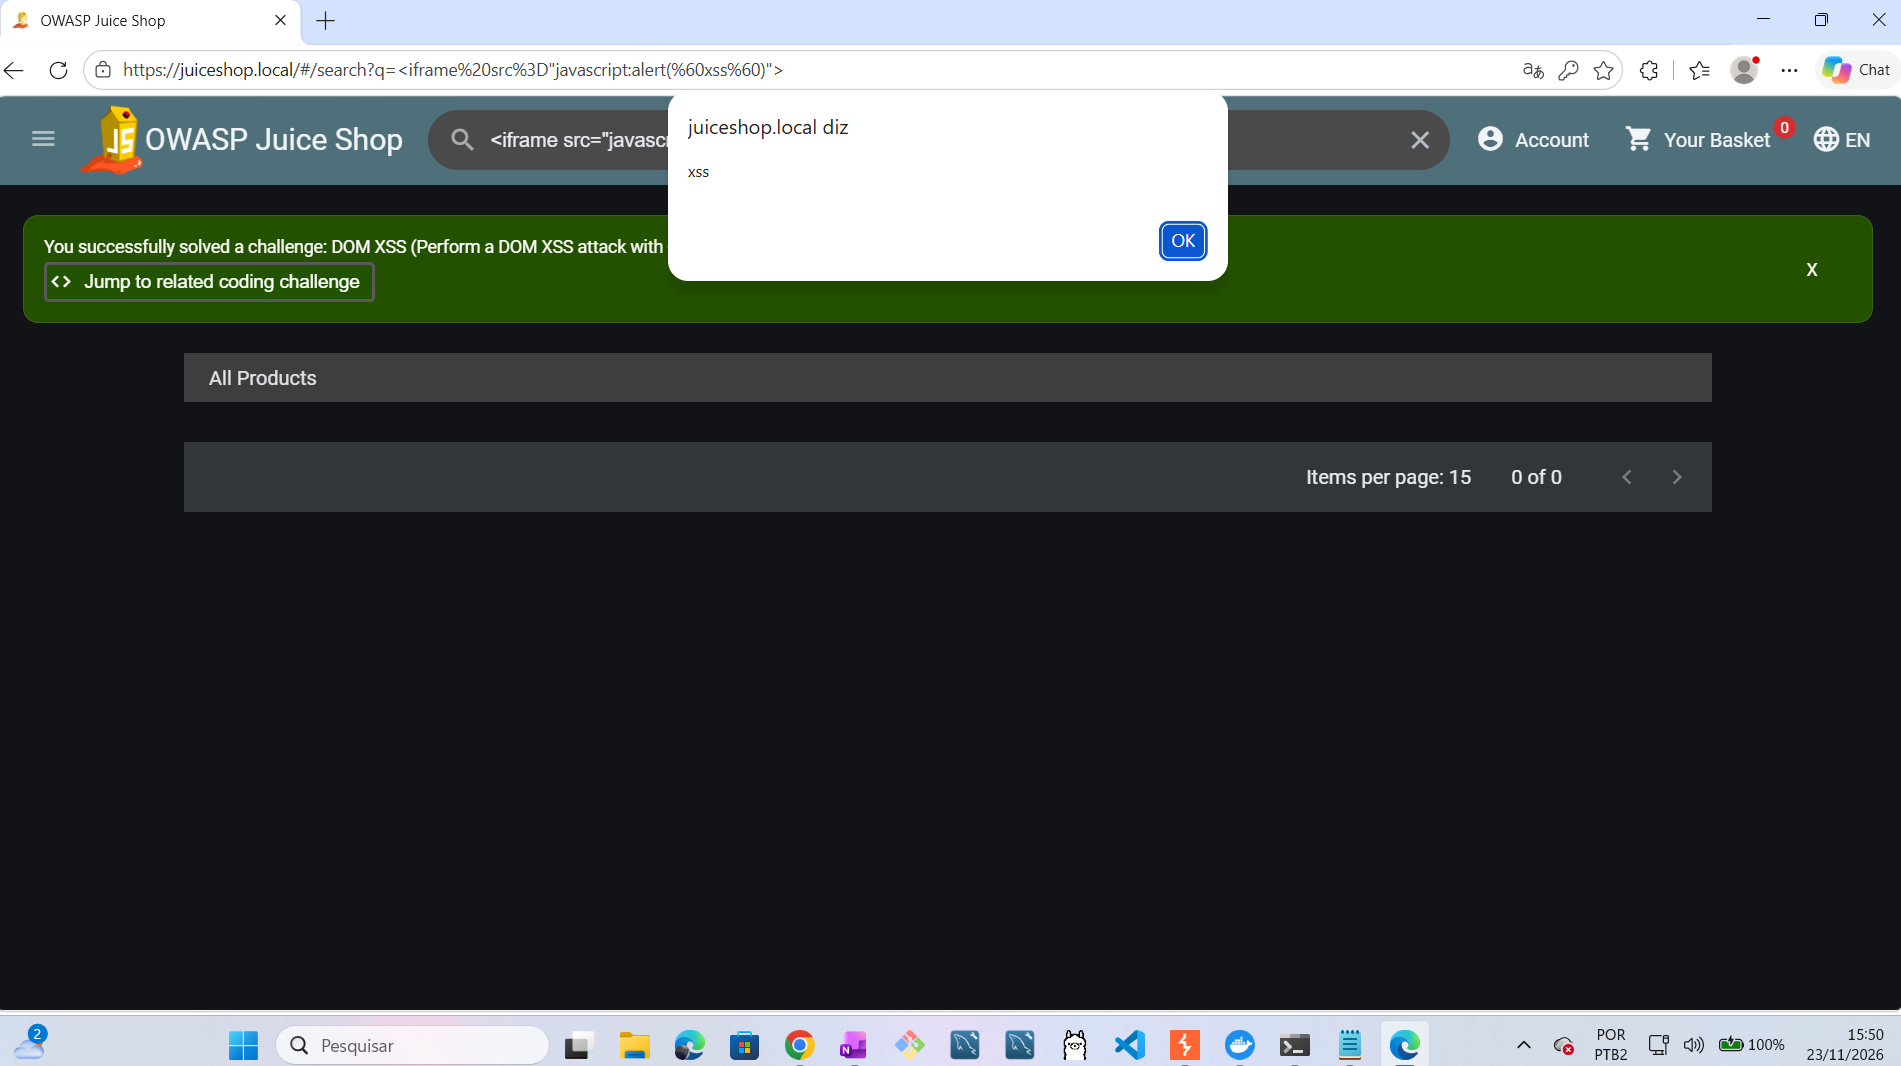 OWASP Juice Shop
https://juiceshop.local/#/search?q=<iframe%20src%3D"javascript:alert(%60xss%60)">
Chat
OWASP Juice Shop
<iframe src="javascr
Account
Your Basket
0
EN
juiceshop.local diz
xss
OK
You successfully solved a challenge: DOM XSS (Perform a DOM XSS attack with
<> Jump to related coding challenge
X
All Products
Items per page: 15
0 of 0
2
Pesquisar
POR
PTB2
100%
15:50
23/11/2026